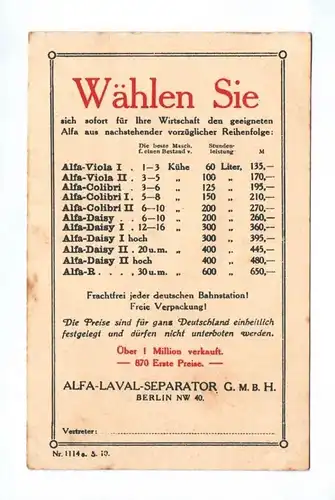 Wählen Sie
sich sofort für Ihre Wirtschaft den geeigneten
Alfa aus nachstehender vorzüglicher Reihenfolge:
Die beste Masch. Stunden-
f. einen Bestand v. leistung M
Alfa-Viola I . 1–3 Kühe 60 Liter, 135,—
Alfa-Viola II . 3–5 „ 100 „ 170,—
Alfa-Colibri . 3–6 „ 125 „ 195,—
Alfa-Colibri I . 5–8 „ 150 „ 210,—
Alfa-Colibri II 6–10 „ 200 „ 270,—
Alfa-Daisy . . 6–10 „ 200 „ 260,—
Alfa-Daisy I . 12–16 „ 300 „ 360,—
Alfa-Daisy I hoch „ 300 „ 395,—
Alfa-Daisy II . 20 u.m. „ 400 „ 445,—
Alfa-Daisy II hoch „ 400 „ 480,—
Alfa-R . . . . 30 u.m. „ 600 „ 650,—
Frachtfrei jeder deutschen Bahnstation!
Freie Verpackung!
Die Preise sind für ganz Deutschland einheitlich
festgelegt und dürfen nicht unterboten werden.
Über 1 Million verkauft.
— 870 Erste Preise. —
ALFA-LAVAL-SEPARATOR G. M. B. H.
BERLIN NW 40.
Vertreter:
Nr. 1114